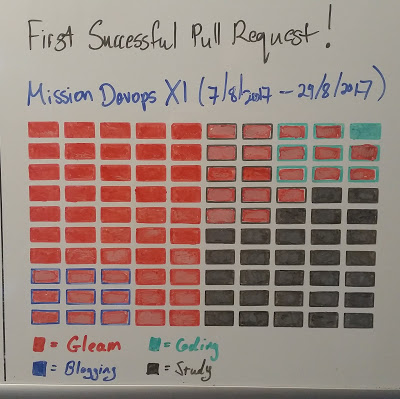 First Successful Pull Request!
Mission Devops XI (7/8/2017 - 29/8/2017)
= Gleam = Coding
= Blogging = Study